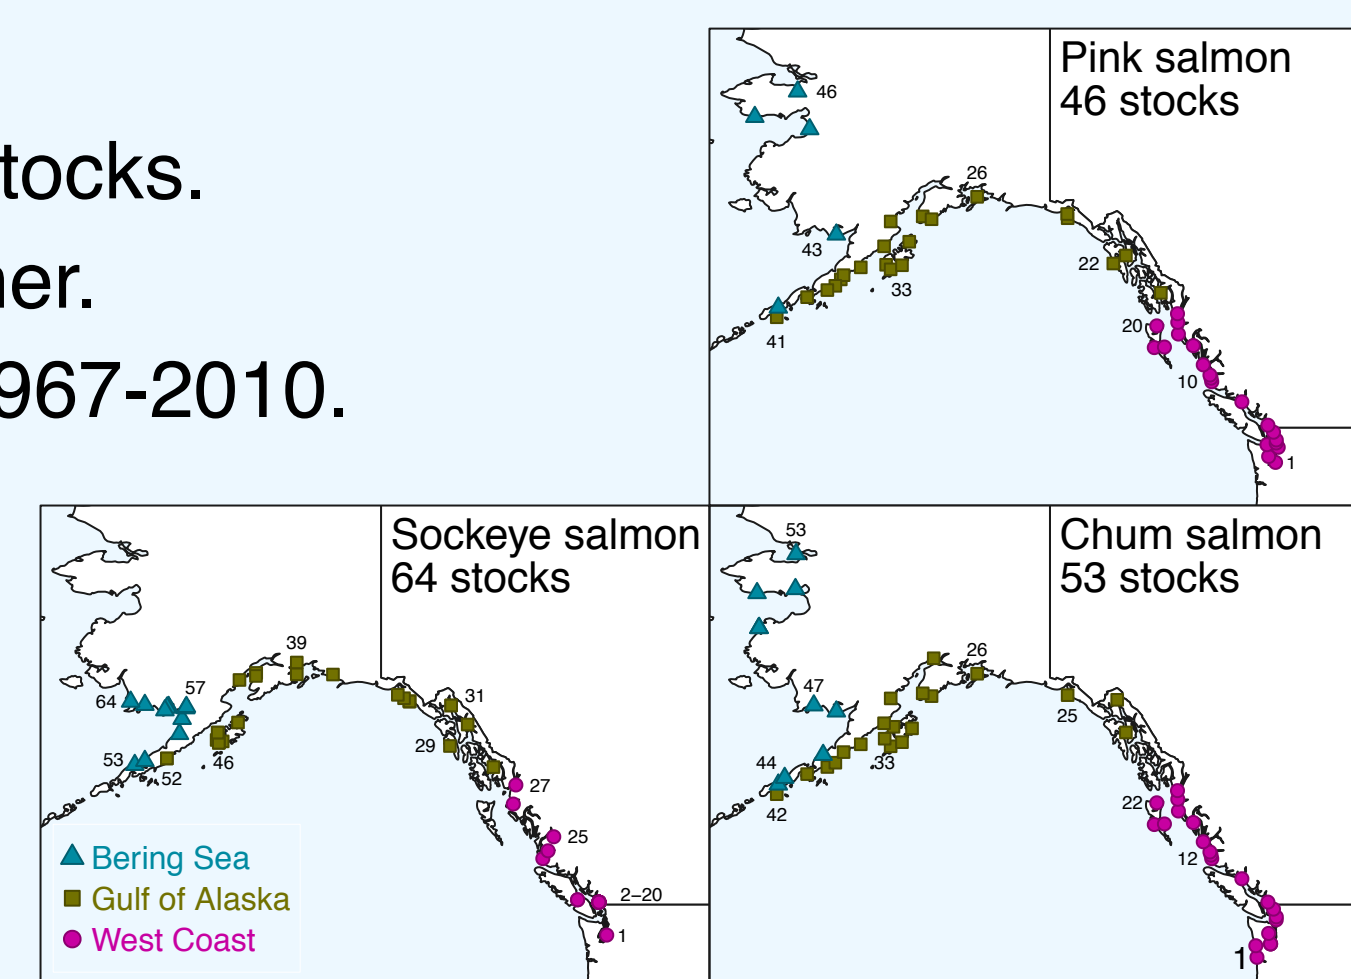 tocks.
er.
967-2010.
Pink salmon
46 stocks
46
26
43
33
22
41
20
10
1
Sockeye salmon
64 stocks
39
64
57
31
29
53
52
46
27
25
2–20
1
Bering Sea
Gulf of Alaska
West Coast
Chum salmon
53 stocks
53
26
47
25
44
33
42
22
12
1